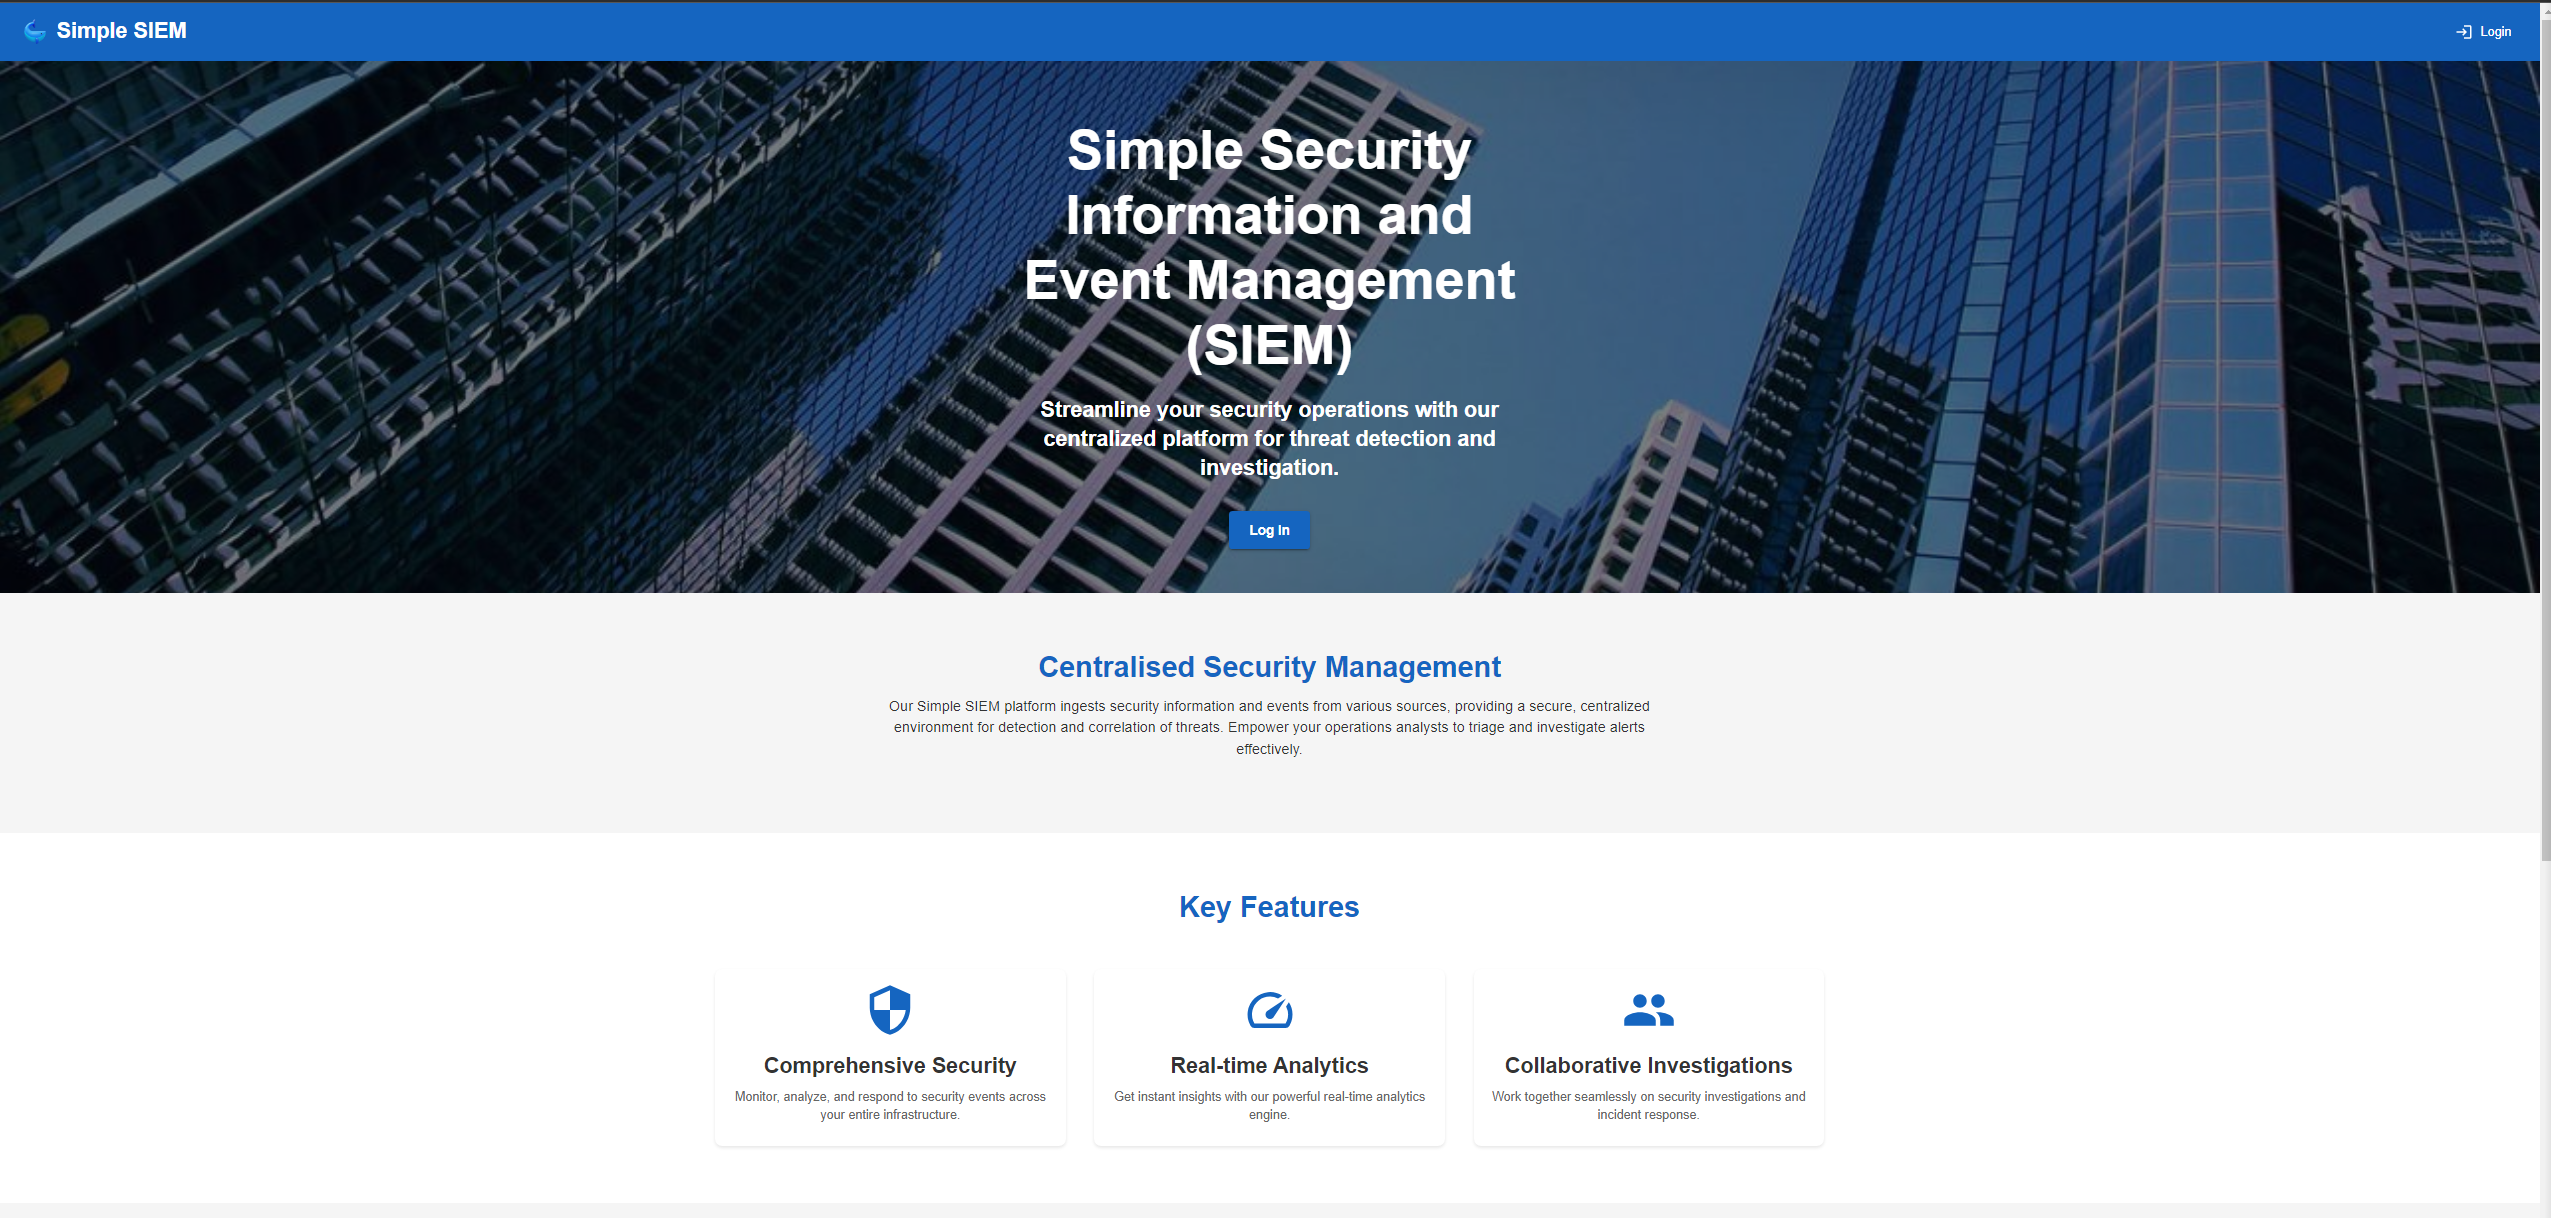 Simple SIEM
Login
Simple Security
Information and
Event Management
(SIEM)
Streamline your security operations with our
centralized platform for threat detection and
investigation.
Log In
Centralised Security Management
Our Simple SIEM platform ingests security information and events from various sources, providing a secure, centralized
environment for detection and correlation of threats. Empower your operations analysts to triage and investigate alerts
effectively.
Key Features
Comprehensive Security
Monitor, analyze, and respond to security events across
your entire infrastructure.
Real-time Analytics
Get instant insights with our powerful real-time analytics
engine.
Collaborative Investigations
Work together seamlessly on security investigations and
incident response.